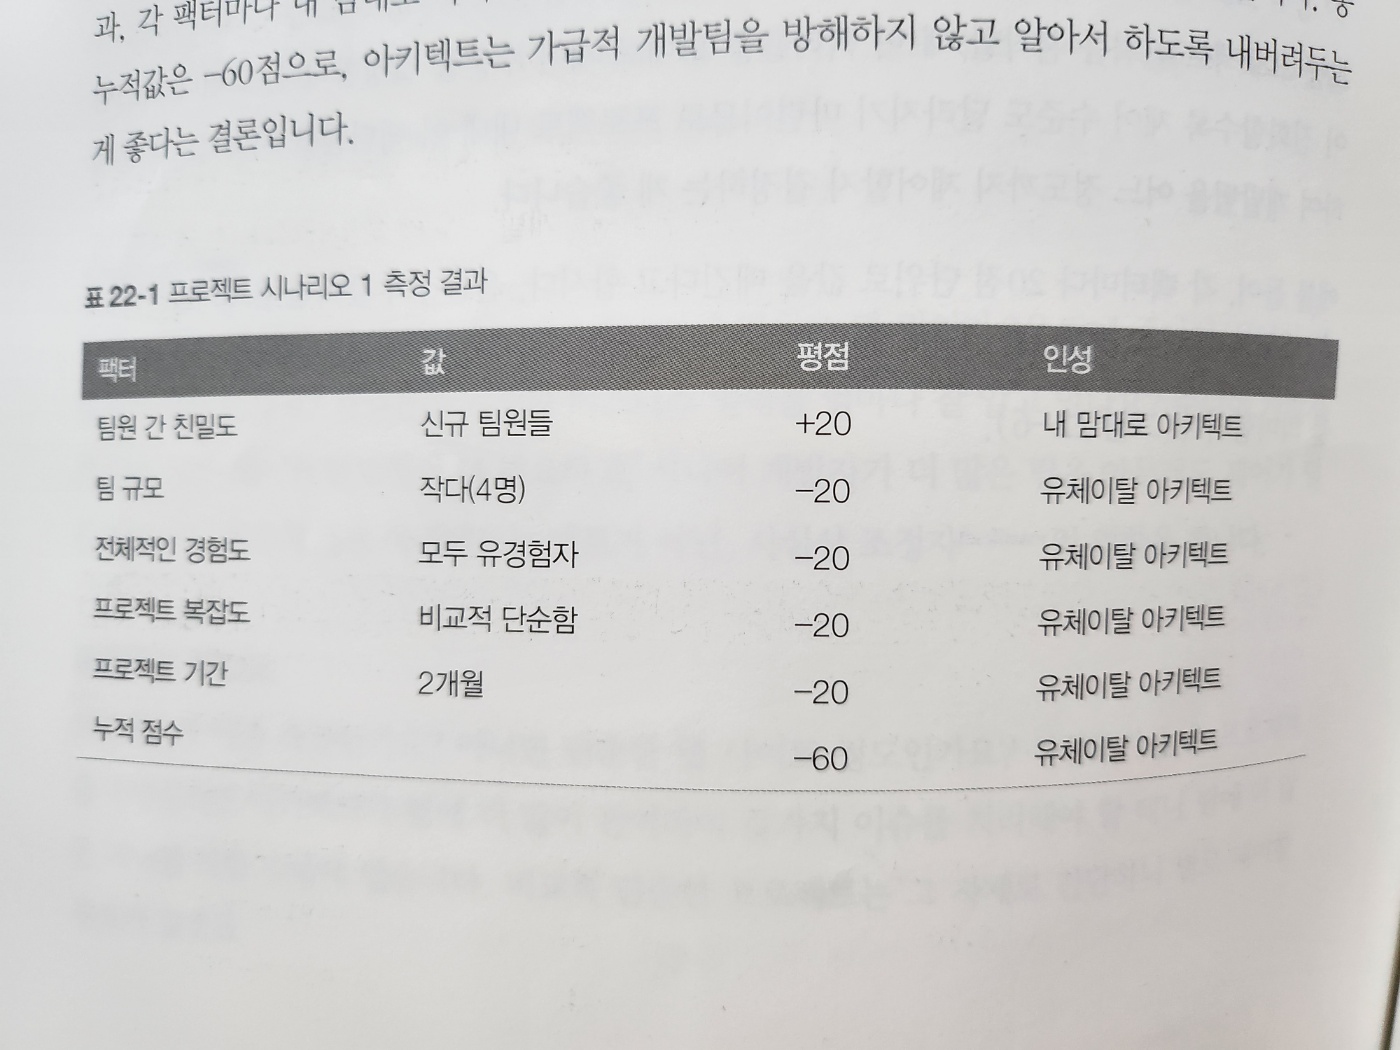 과, 각 팩터마다 내 맘대로
누적값은 -60점으로, 아키텍트는 가급적 개발팀을 방해하지 않고 알아서 하도록 내버려두는
게 좋다는 결론입니다.
표 22-1 프로젝트 시나리오 1 측정 결과
팩터 값 평점 인성
팀원 간 친밀도 신규 팀원들 +20 내 맘대로 아키텍트
팀 규모 작다(4명) -20 유체이탈 아키텍트
전체적인 경험도 모두 유경험자 -20 유체이탈 아키텍트
프로젝트 복잡도 비교적 단순함 -20 유체이탈 아키텍트
프로젝트 기간 2개월 -20 유체이탈 아키텍트
누적 점수 -60 유체이탈 아키텍트